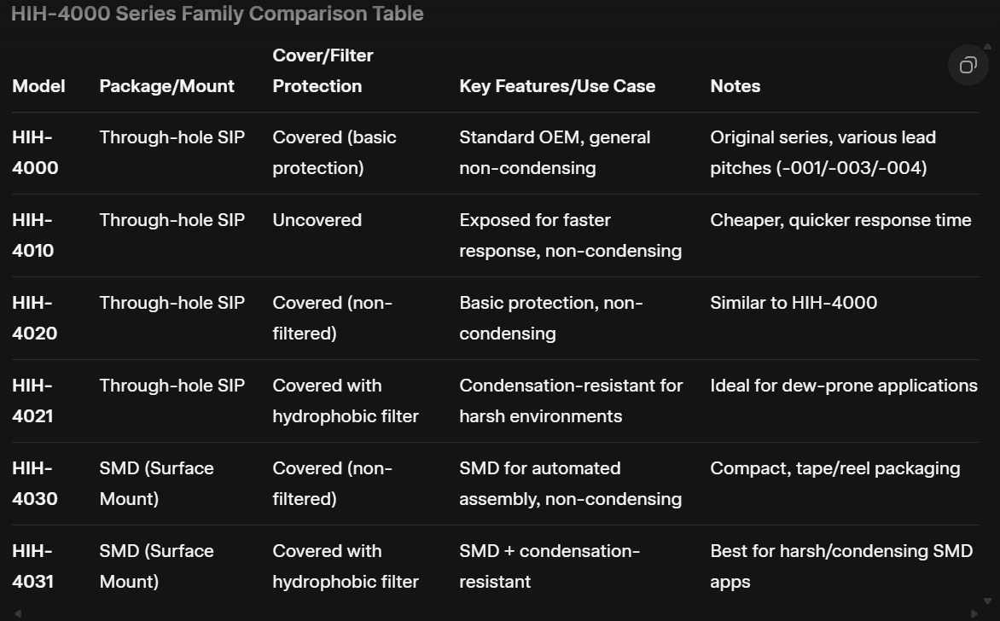 HIH-4000 Series Family Comparison Table
Cover/Filter
Model Package/Mount Protection Key Features/Use Case Notes
HIH- Through-hole SIP Covered (basic Standard OEM, general Original series, various lead
4000 protection) non-condensing pitches (-001/-003/-004)
HIH- Through-hole SIP Uncovered Exposed for faster Cheaper, quicker response time
4010 response, non-condensing
HIH- Through-hole SIP Covered (non- Basic protection, non- Similar to HIH-4000
4020 filtered) condensing
HIH- Through-hole SIP Covered with Condensation-resistant for Ideal for dew-prone applications
4021 hydrophobic filter harsh environments
HIH- SMD (Surface Covered (non- SMD for automated Compact, tape/reel packaging
4030 Mount) filtered) assembly, non-condensing
HIH- SMD (Surface Covered with SMD + condensation- Best for harsh/condensing SMD
4031 Mount) hydrophobic filter resistant apps